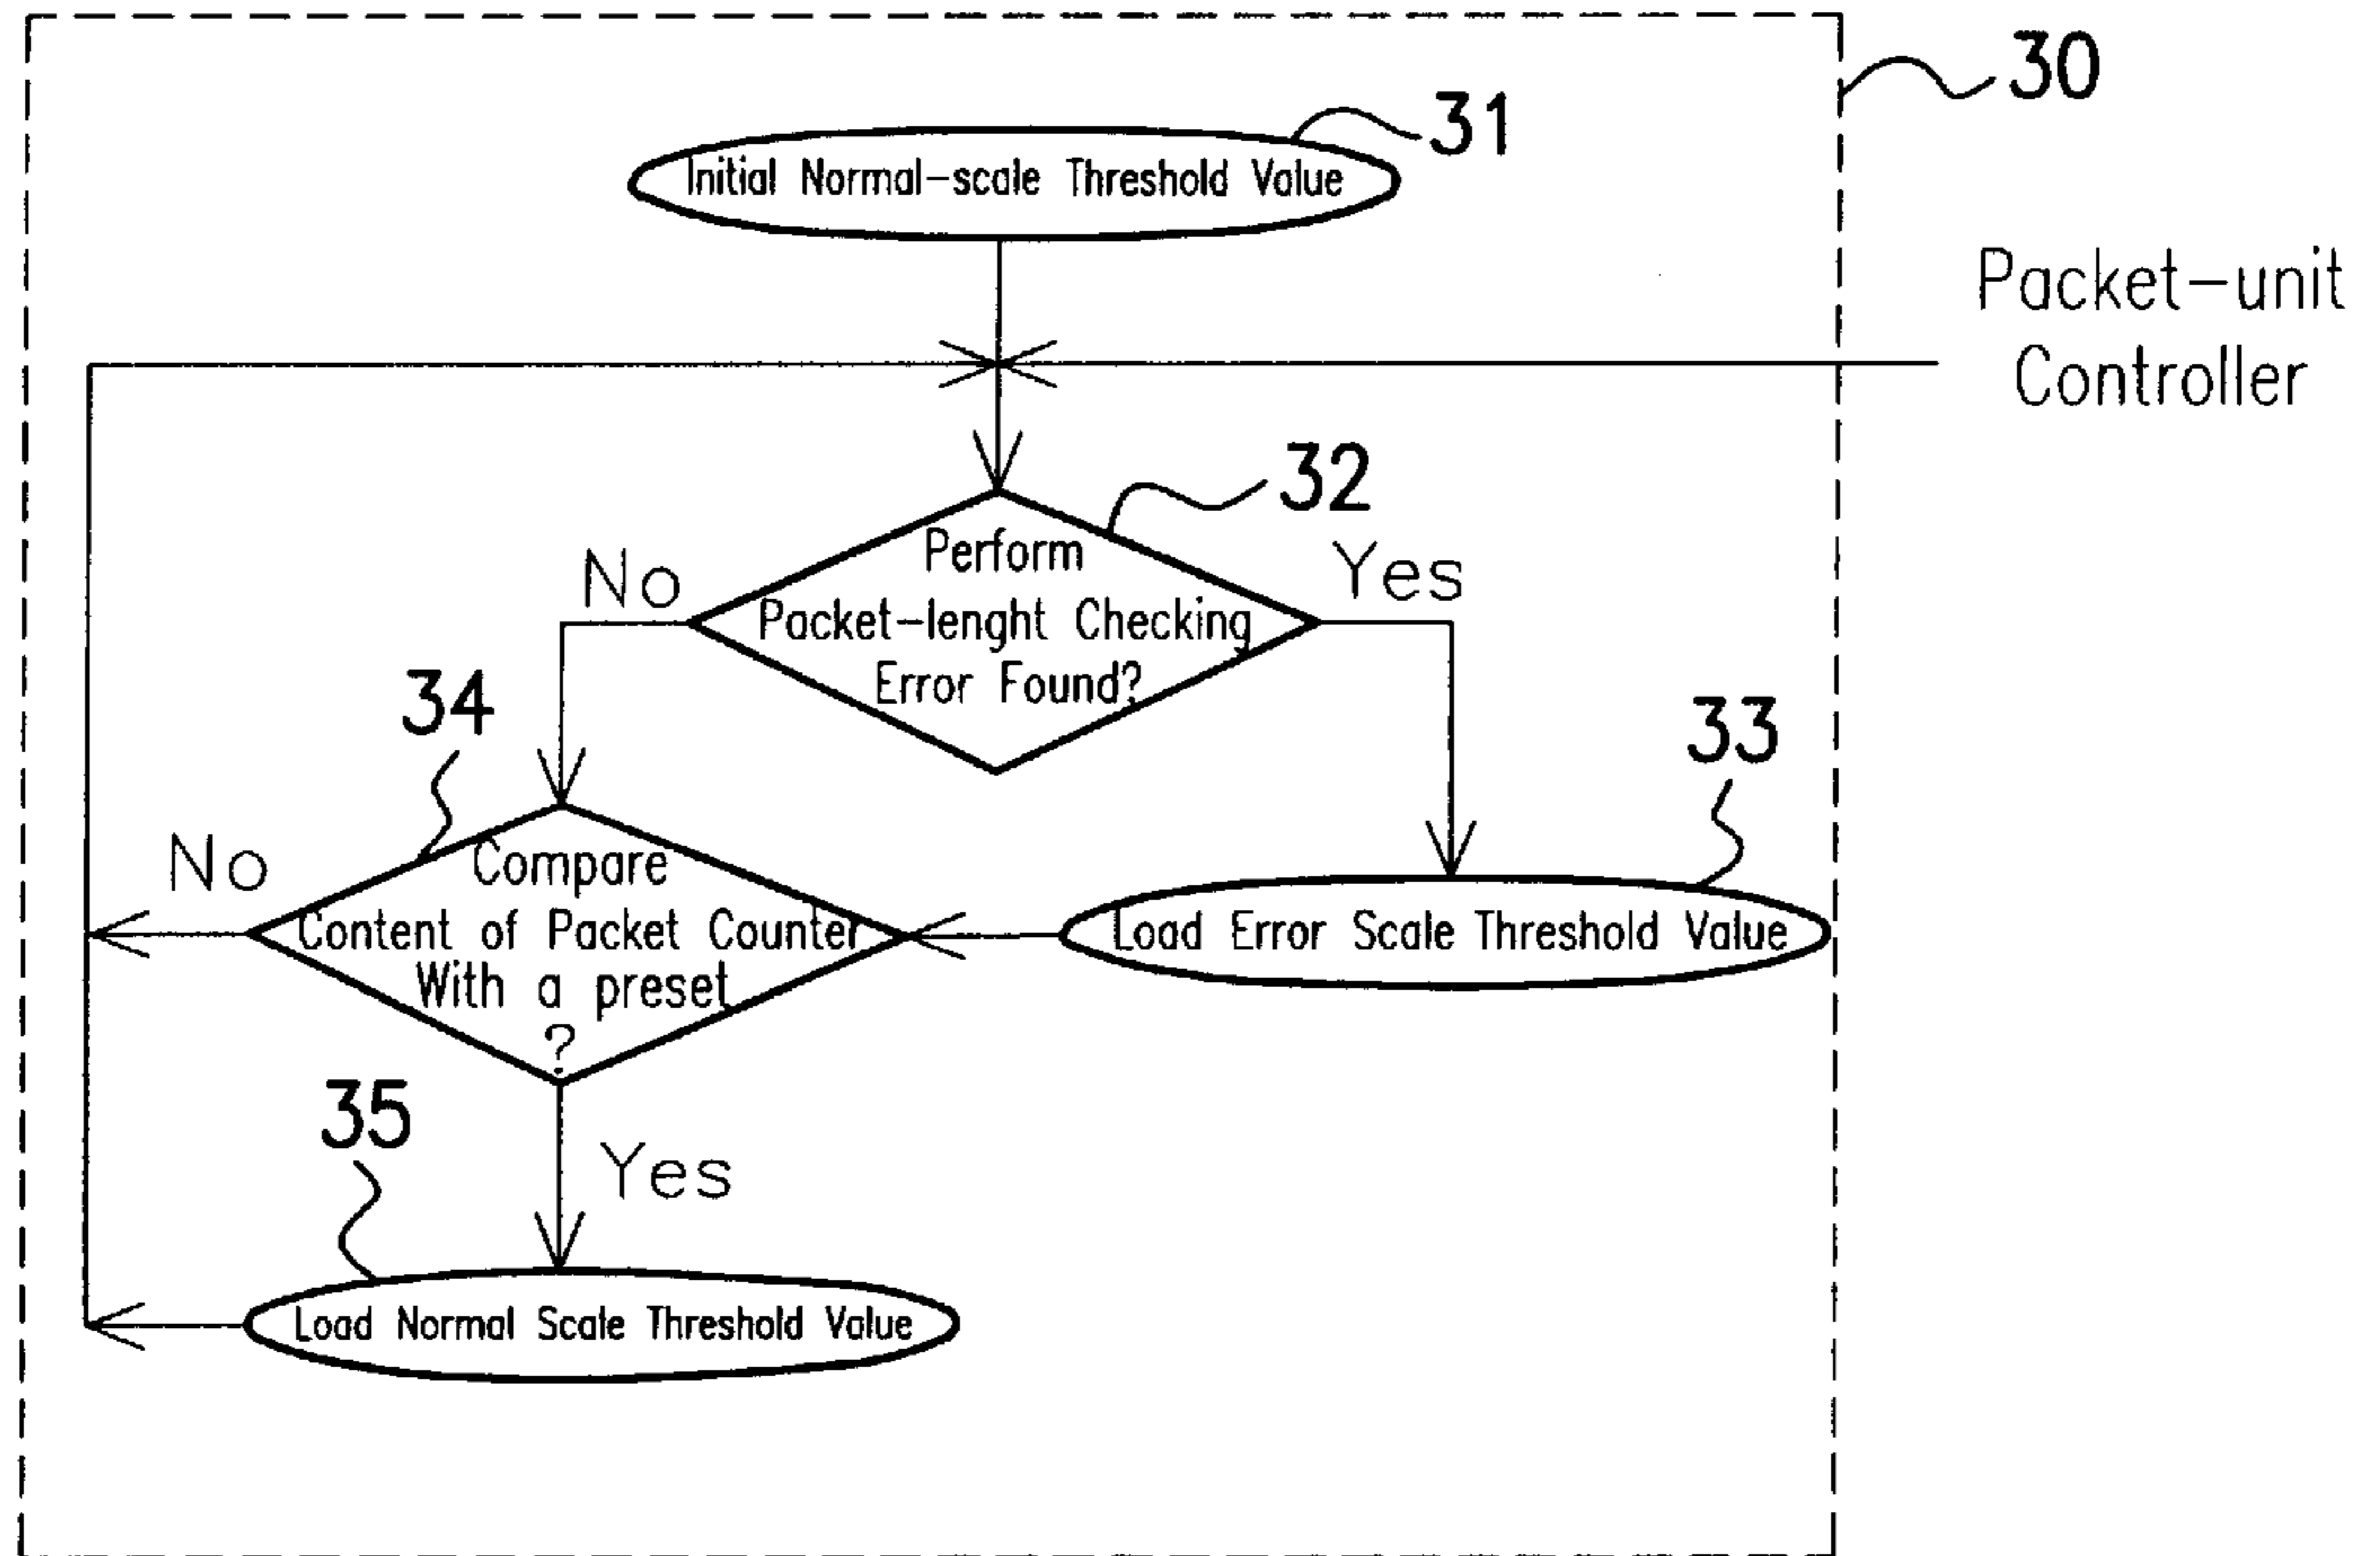 30
31
Initial Normal-scale Threshold Value
Packet-unit
Controller
32
No
Yes
Perform
Packet-lenght Checking
Error Found?
34
33
No
Compare
Content of Packet Counter
With a preset
?
Load Error Scale Threshold Value
35
Yes
Load Normal Scale Threshold Value